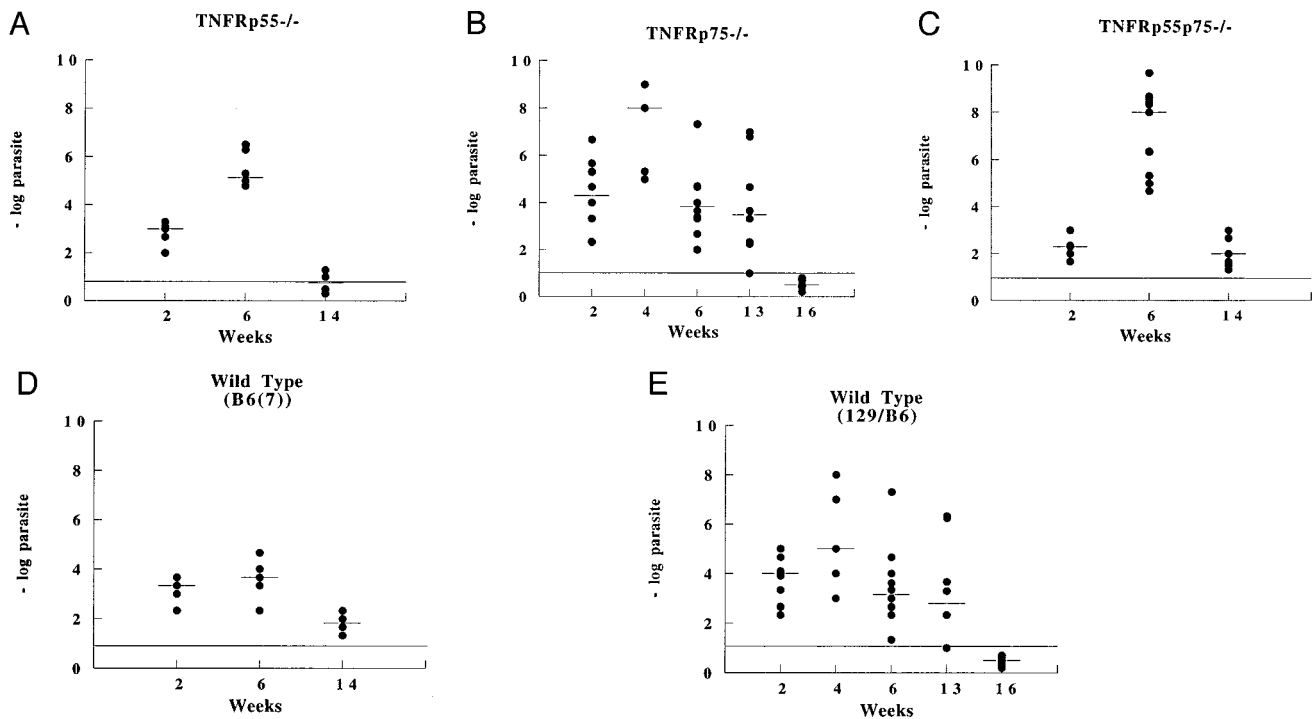 A
TNFRp55-/-
10
8
6
4
2
0
- log parasite
2 6 14
Weeks
B
TNFRp75-/-
10
8
6
4
2
0
- log parasite
2 4 6 13 16
Weeks
C
TNFRp55p75-/-
10
8
6
4
2
0
- log parasite
2 6 14
Weeks
D
Wild Type
(B6(7))
10
8
6
4
2
0
- log parasite
2 6 14
Weeks
E
Wild Type
(129/B6)
10
8
6
4
2
0
- log parasite
2 4 6 13 16
Weeks